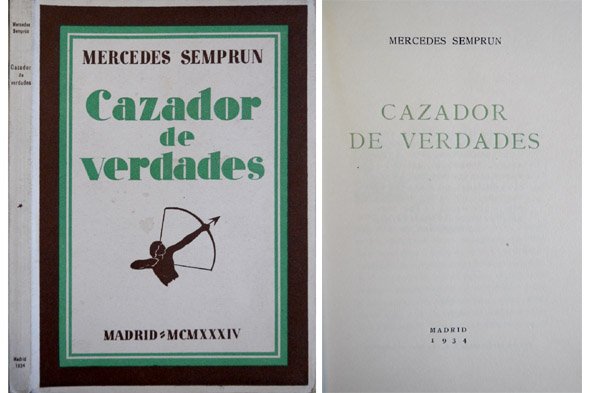 Mercedes
Semprun
Cazador
de
verdades
Madrid
1934
MERCEDES SEMPRUN
Cazador
de
verdades
MADRID=MCMXXXIV
MERCEDES SEMPRUN
CAZADOR
DE VERDADES
MADRID
1934